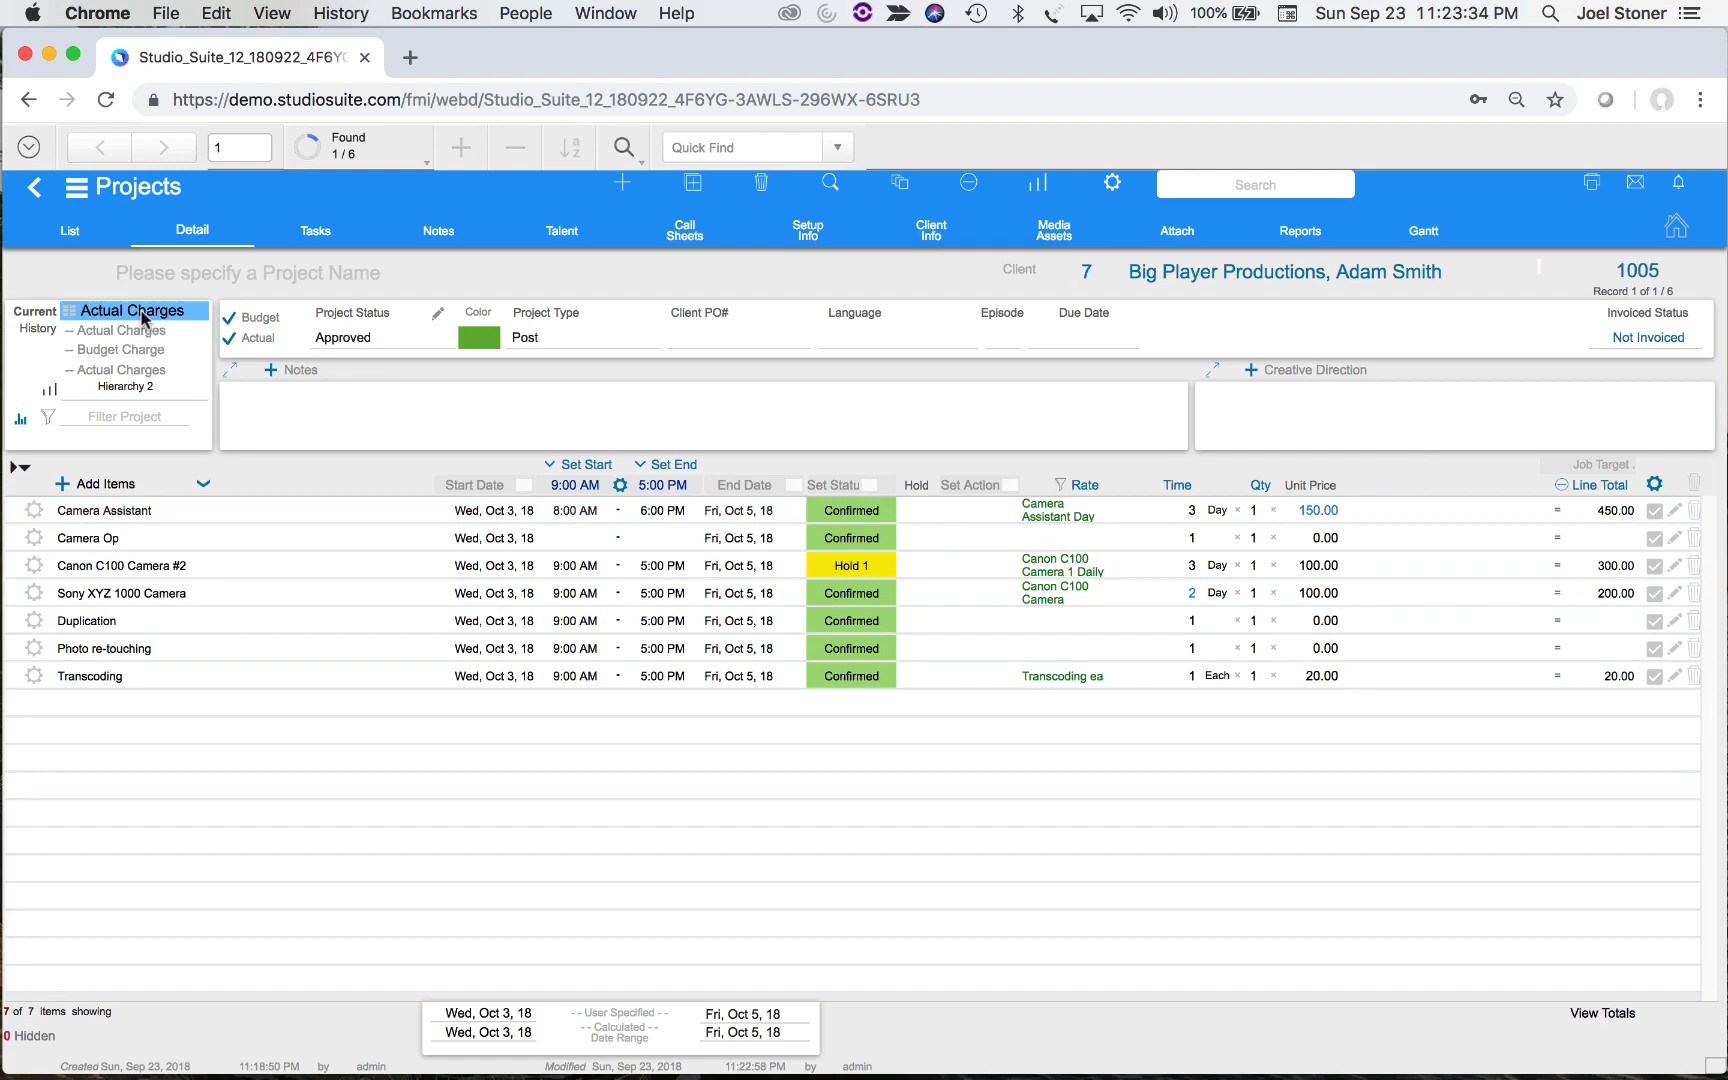 Chrome File Edit View History Bookmarks People Window Help 100% Sun Sep 23 11:23:34 PM Joel Stoner
Studio_Suite_12_180922_4F6YG
https://demo.studiosuite.com/fmi/webd/Studio_Suite_12_180922_4F6YG-3AWLS-296WX-6SRU3
1 Found 1 / 6 Quick Find
Projects Search
List Detail Tasks Notes Talent Call Sheets Setup Info Client Info Media Assets Attach Reports Gantt
Please specify a Project Name Client 7 Big Player Productions, Adam Smith 1005
Record 1 of 1 / 6
Current Actual Charges
History -- Actual Charges
-- Budget Charge
-- Actual Charges
Hierarchy 2
Filter Project
Budget Project Status Color Project Type Client PO# Language Episode Due Date Invoiced Status
Actual Approved Post Not Invoiced
+ Notes + Creative Direction
Set Start Set End Job Target .
+ Add Items Start Date 9:00 AM 5:00 PM End Date Set Statu Hold Set Action Rate Time Qty Unit Price Line Total
Camera Assistant Wed, Oct 3, 18 8:00 AM - 6:00 PM Fri, Oct 5, 18 Confirmed Camera Assistant Day 3 Day × 1 × 150.00 = 450.00
Camera Op Wed, Oct 3, 18 - Fri, Oct 5, 18 Confirmed 1 × 1 × 0.00 =
Canon C100 Camera #2 Wed, Oct 3, 18 9:00 AM - 5:00 PM Fri, Oct 5, 18 Hold 1 Canon C100 Camera 1 Daily 3 Day × 1 × 100.00 = 300.00
Sony XYZ 1000 Camera Wed, Oct 3, 18 9:00 AM - 5:00 PM Fri, Oct 5, 18 Confirmed Canon C100 Camera 2 Day × 1 × 100.00 = 200.00
Duplication Wed, Oct 3, 18 9:00 AM - 5:00 PM Fri, Oct 5, 18 Confirmed 1 × 1 × 0.00 =
Photo re-touching Wed, Oct 3, 18 9:00 AM - 5:00 PM Fri, Oct 5, 18 Confirmed 1 × 1 × 0.00 =
Transcoding Wed, Oct 3, 18 9:00 AM - 5:00 PM Fri, Oct 5, 18 Confirmed Transcoding ea 1 Each × 1 × 20.00 = 20.00
7 of 7 items showing Wed, Oct 3, 18 -- User Specified -- Fri, Oct 5, 18 View Totals
0 Hidden Wed, Oct 3, 18 -- Calculated -- Date Range Fri, Oct 5, 18
Created Sun, Sep 23, 2018 11:18:50 PM by admin Modified Sun, Sep 23, 2018 11:22:58 PM by admin